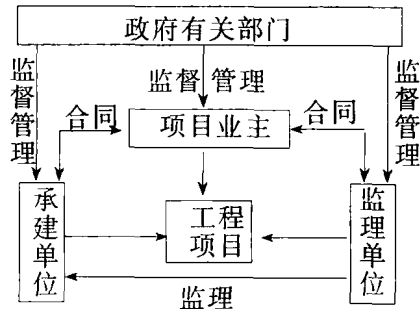 政府有关部门
监督管理
监督管理
监督管理
合同
项目业主
合同
承建单位
工程
项目
监理单位
监理